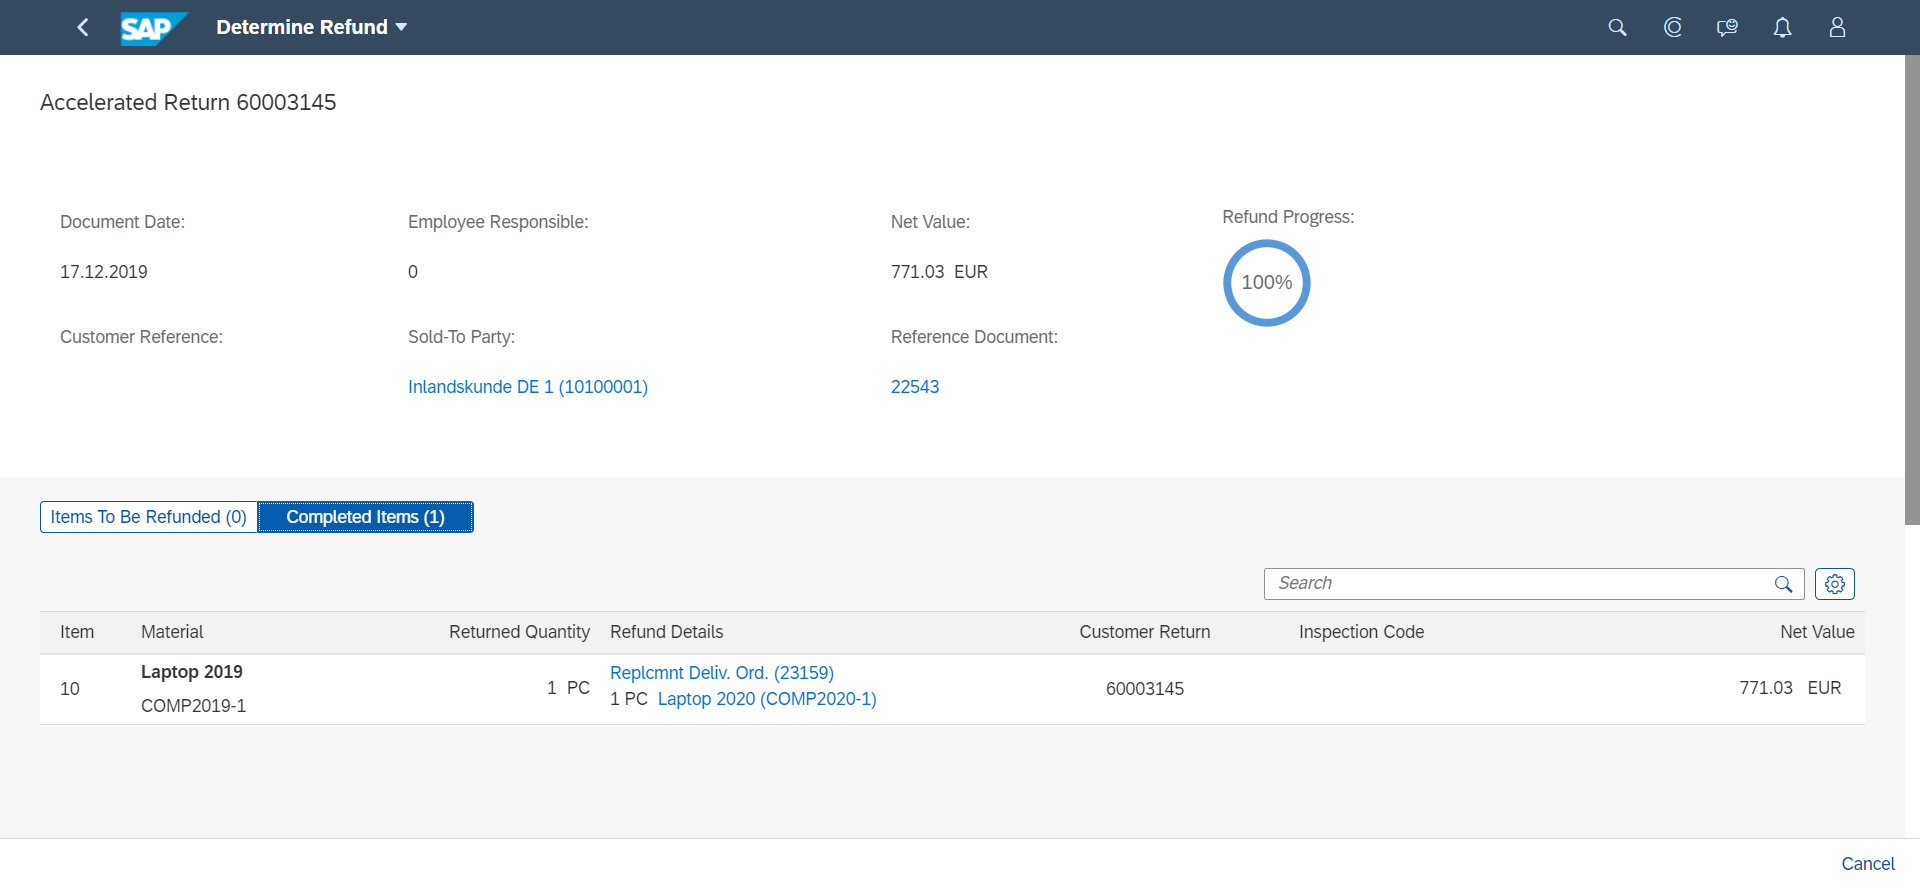 SAP Determine Refund
Accelerated Return 60003145
Document Date: Employee Responsible: Net Value: Refund Progress:
17.12.2019 0 771.03 EUR 100%
Customer Reference: Sold-To Party: Reference Document:
Inlandskunde DE 1 (10100001) 22543
Items To Be Refunded (0) Completed Items (1)
Search
Item Material Returned Quantity Refund Details Customer Return Inspection Code Net Value
Laptop 2019 Replcmnt Deliv. Ord. (23159)
10 1 PC 60003145 771.03 EUR
COMP2019-1 1 PC Laptop 2020 (COMP2020-1)
Cancel